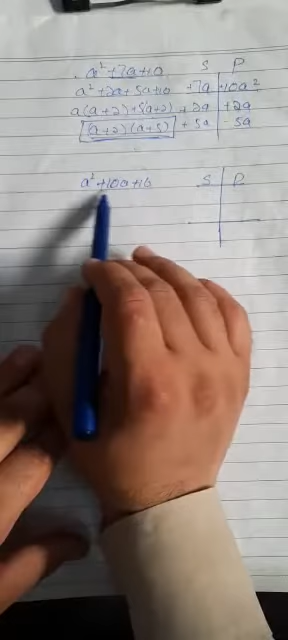 a² + 7a + 10 S P
a² + 2a + 5a + 10 +7a +10a²
a(a+2) + 5(a+2) +2a +2a
(a+2) (a+5) +5a 5a
a² + 10a + 16 S P